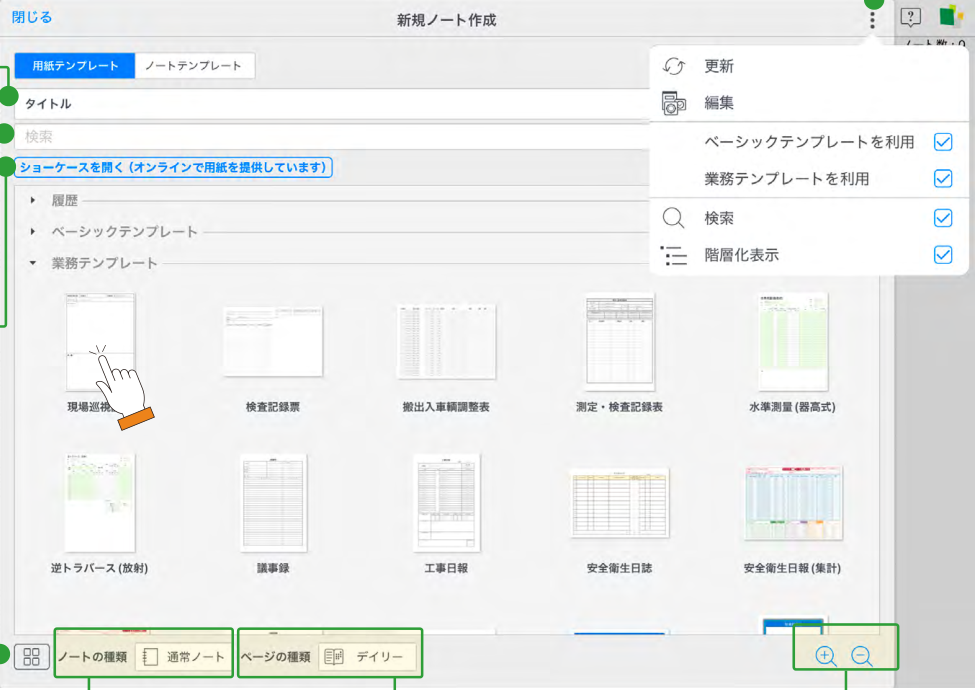 閉じる
新規ノート作成
用紙テンプレート
ノートテンプレート
タイトル
検索
ショーケースを開く (オンラインで用紙を提供しています)
更新
編集
ベーシックテンプレートを利用
業務テンプレートを利用
検索
階層化表示
履歴
ベーシックテンプレート
業務テンプレート
現場巡視
検査記録票
搬出入車輌調整表
測定・検査記録表
水準測量 (器高式)
逆トラバース (放射)
議事録
工事日報
安全衛生日誌
安全衛生日報 (集計)
ノートの種類
通常ノート
ページの種類
デイリー